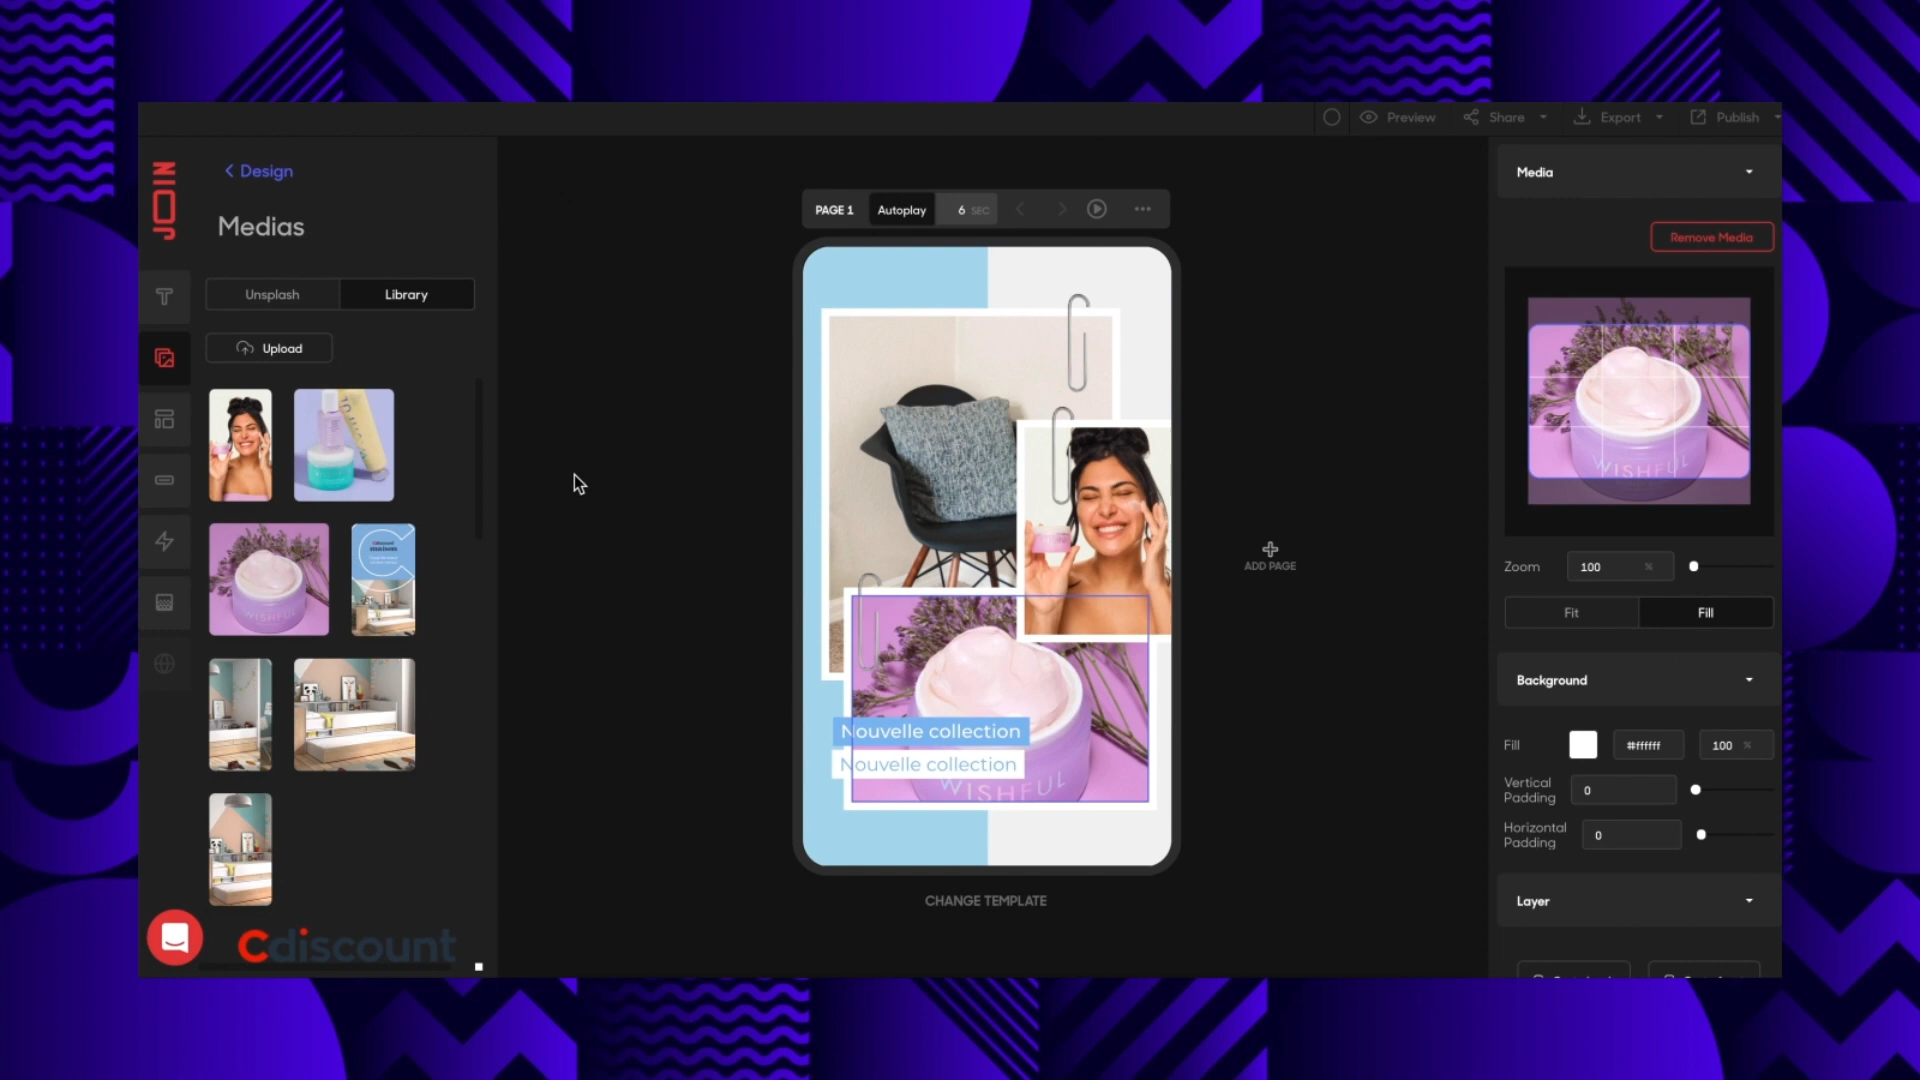 Preview
Share
Export
Publish
JOIN
Design
Medias
Unsplash
Library
Upload
Cdiscount
PAGE 1
Autoplay
6 SEC
Nouvelle collection
Nouvelle collection
WISHFUL
CHANGE TEMPLATE
ADD PAGE
Media
Remove Media
WISHFUL
Zoom
100 %
Fit
Fill
Background
Fill
#ffffff
100 %
Vertical
Padding
0
Horizontal
Padding
0
Layer